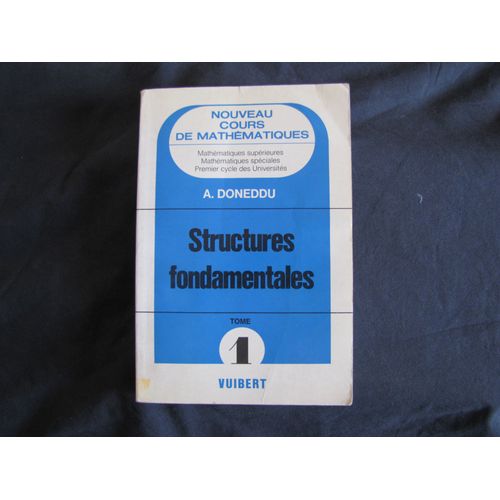 NOUVEAU
COURS
DE MATHÉMATIQUES
Mathématiques supérieures
Mathématiques spéciales
Premier cycle des Universités
A. DONEDDU
Structures
fondamentales
TOME
1
VUIBERT